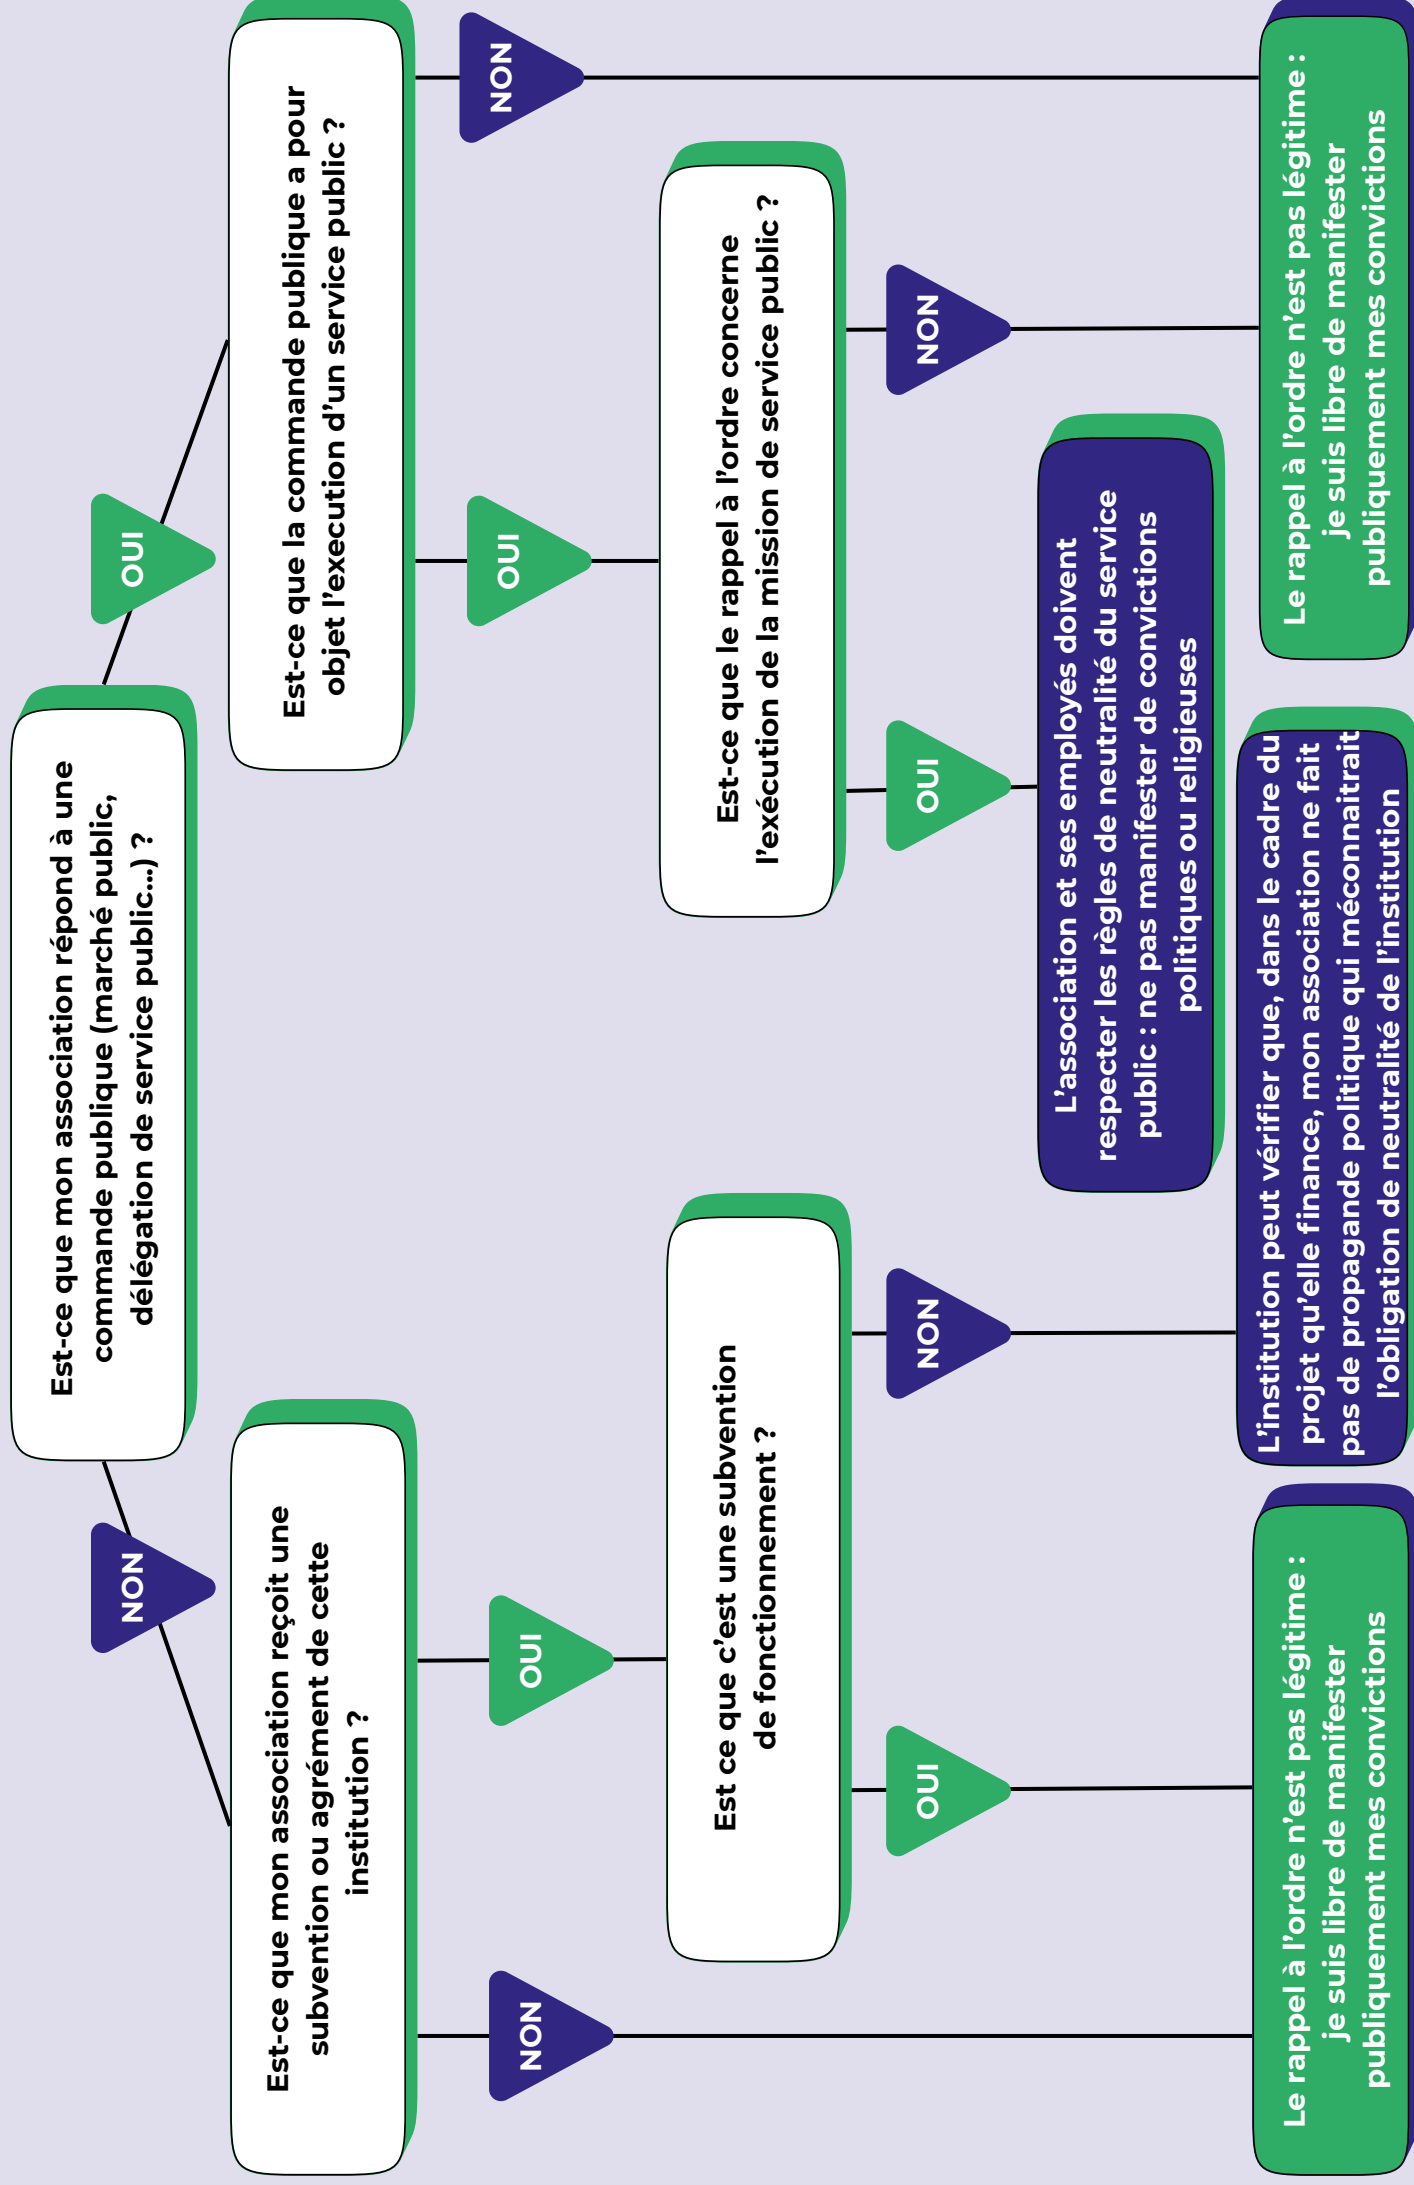 Est-ce que mon association répond à une
commande publique (marché public,
délégation de service public...) ?
NON
OUI
Est-ce que mon association reçoit une
subvention ou agrément de cette
institution ?
Est-ce que la commande publique a pour
objet l'execution d'un service public ?
NON
OUI
OUI
NON
Est ce que c'est une subvention
de fonctionnement ?
Est-ce que le rappel à l'ordre concerne
l'exécution de la mission de service public ?
OUI
NON
OUI
NON
L'association et ses employés doivent
respecter les règles de neutralité du service
public : ne pas manifester de convictions
politiques ou religieuses
Le rappel à l'ordre n'est pas légitime :
je suis libre de manifester
publiquement mes convictions
L'institution peut vérifier que, dans le cadre du
projet qu'elle finance, mon association ne fait
pas de propagande politique qui méconnaitrait
l'obligation de neutralité de l'institution
Le rappel à l'ordre n'est pas légitime :
je suis libre de manifester
publiquement mes convictions